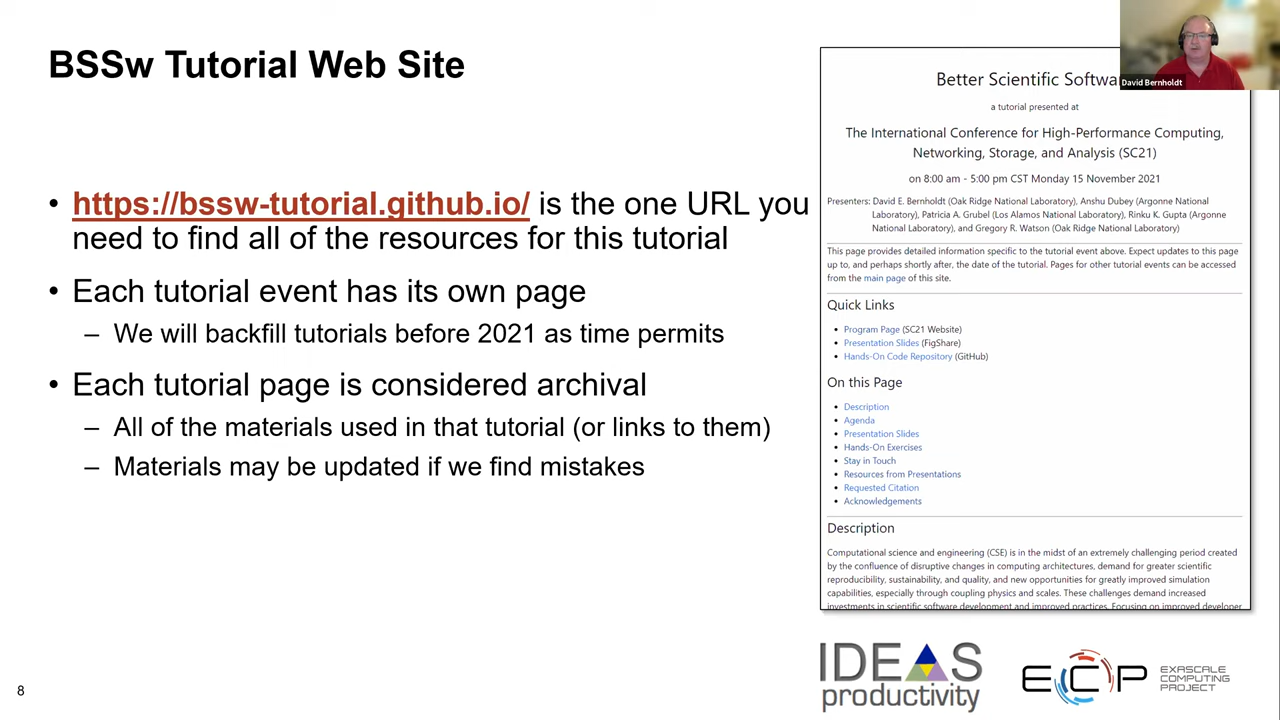 BSSw Tutorial Web Site
• https://bssw-tutorial.github.io/ is the one URL you
need to find all of the resources for this tutorial
• Each tutorial event has its own page
– We will backfill tutorials before 2021 as time permits
• Each tutorial page is considered archival
– All of the materials used in that tutorial (or links to them)
– Materials may be updated if we find mistakes
8
Better Scientific
a tutorial presented at
The International Conference for High-Performance Computing,
Networking, Storage, and Analysis (SC21)
on 8:00 am - 5:00 pm CST Monday 15 November 2021
Presenters: David E. Bernholdt (Oak Ridge National Laboratory), Anshu Dubey (Argonne National
Laboratory), Patricia A. Grubel (Los Alamos National Laboratory), Rinku K. Gupta (Argonne
National Laboratory), and Gregory R. Watson (Oak Ridge National Laboratory)
This page provides detailed information specific to the tutorial event above. Expect updates to this page
up to, and perhaps shortly after, the date of the tutorial. Pages for other tutorial events can be accessed
from the main page of this site.
Quick Links
• Program Page (SC21 Website)
• Presentation Slides (FigShare)
• Hands-On Code Repository (GitHub)
On this Page
• Description
• Agenda
• Presentation Slides
• Hands-On Exercises
• Stay in Touch
• Resources from Presentations
• Requested Citation
• Acknowledgements
Description
Computational science and engineering (CSE) is in the midst of an extremely challenging period created
by the confluence of disruptive changes in computing architectures, demand for greater scientific
reproducibility, sustainability, and quality, and new opportunities for greatly improved simulation
capabilities, especially through coupling physics and scales. These challenges demand increased
investments in scientific software development and improved practices. Focusing on improved developer
David Bernholdt
IDEAS
productivity
ECP
EXASCALE
COMPUTING
PROJECT